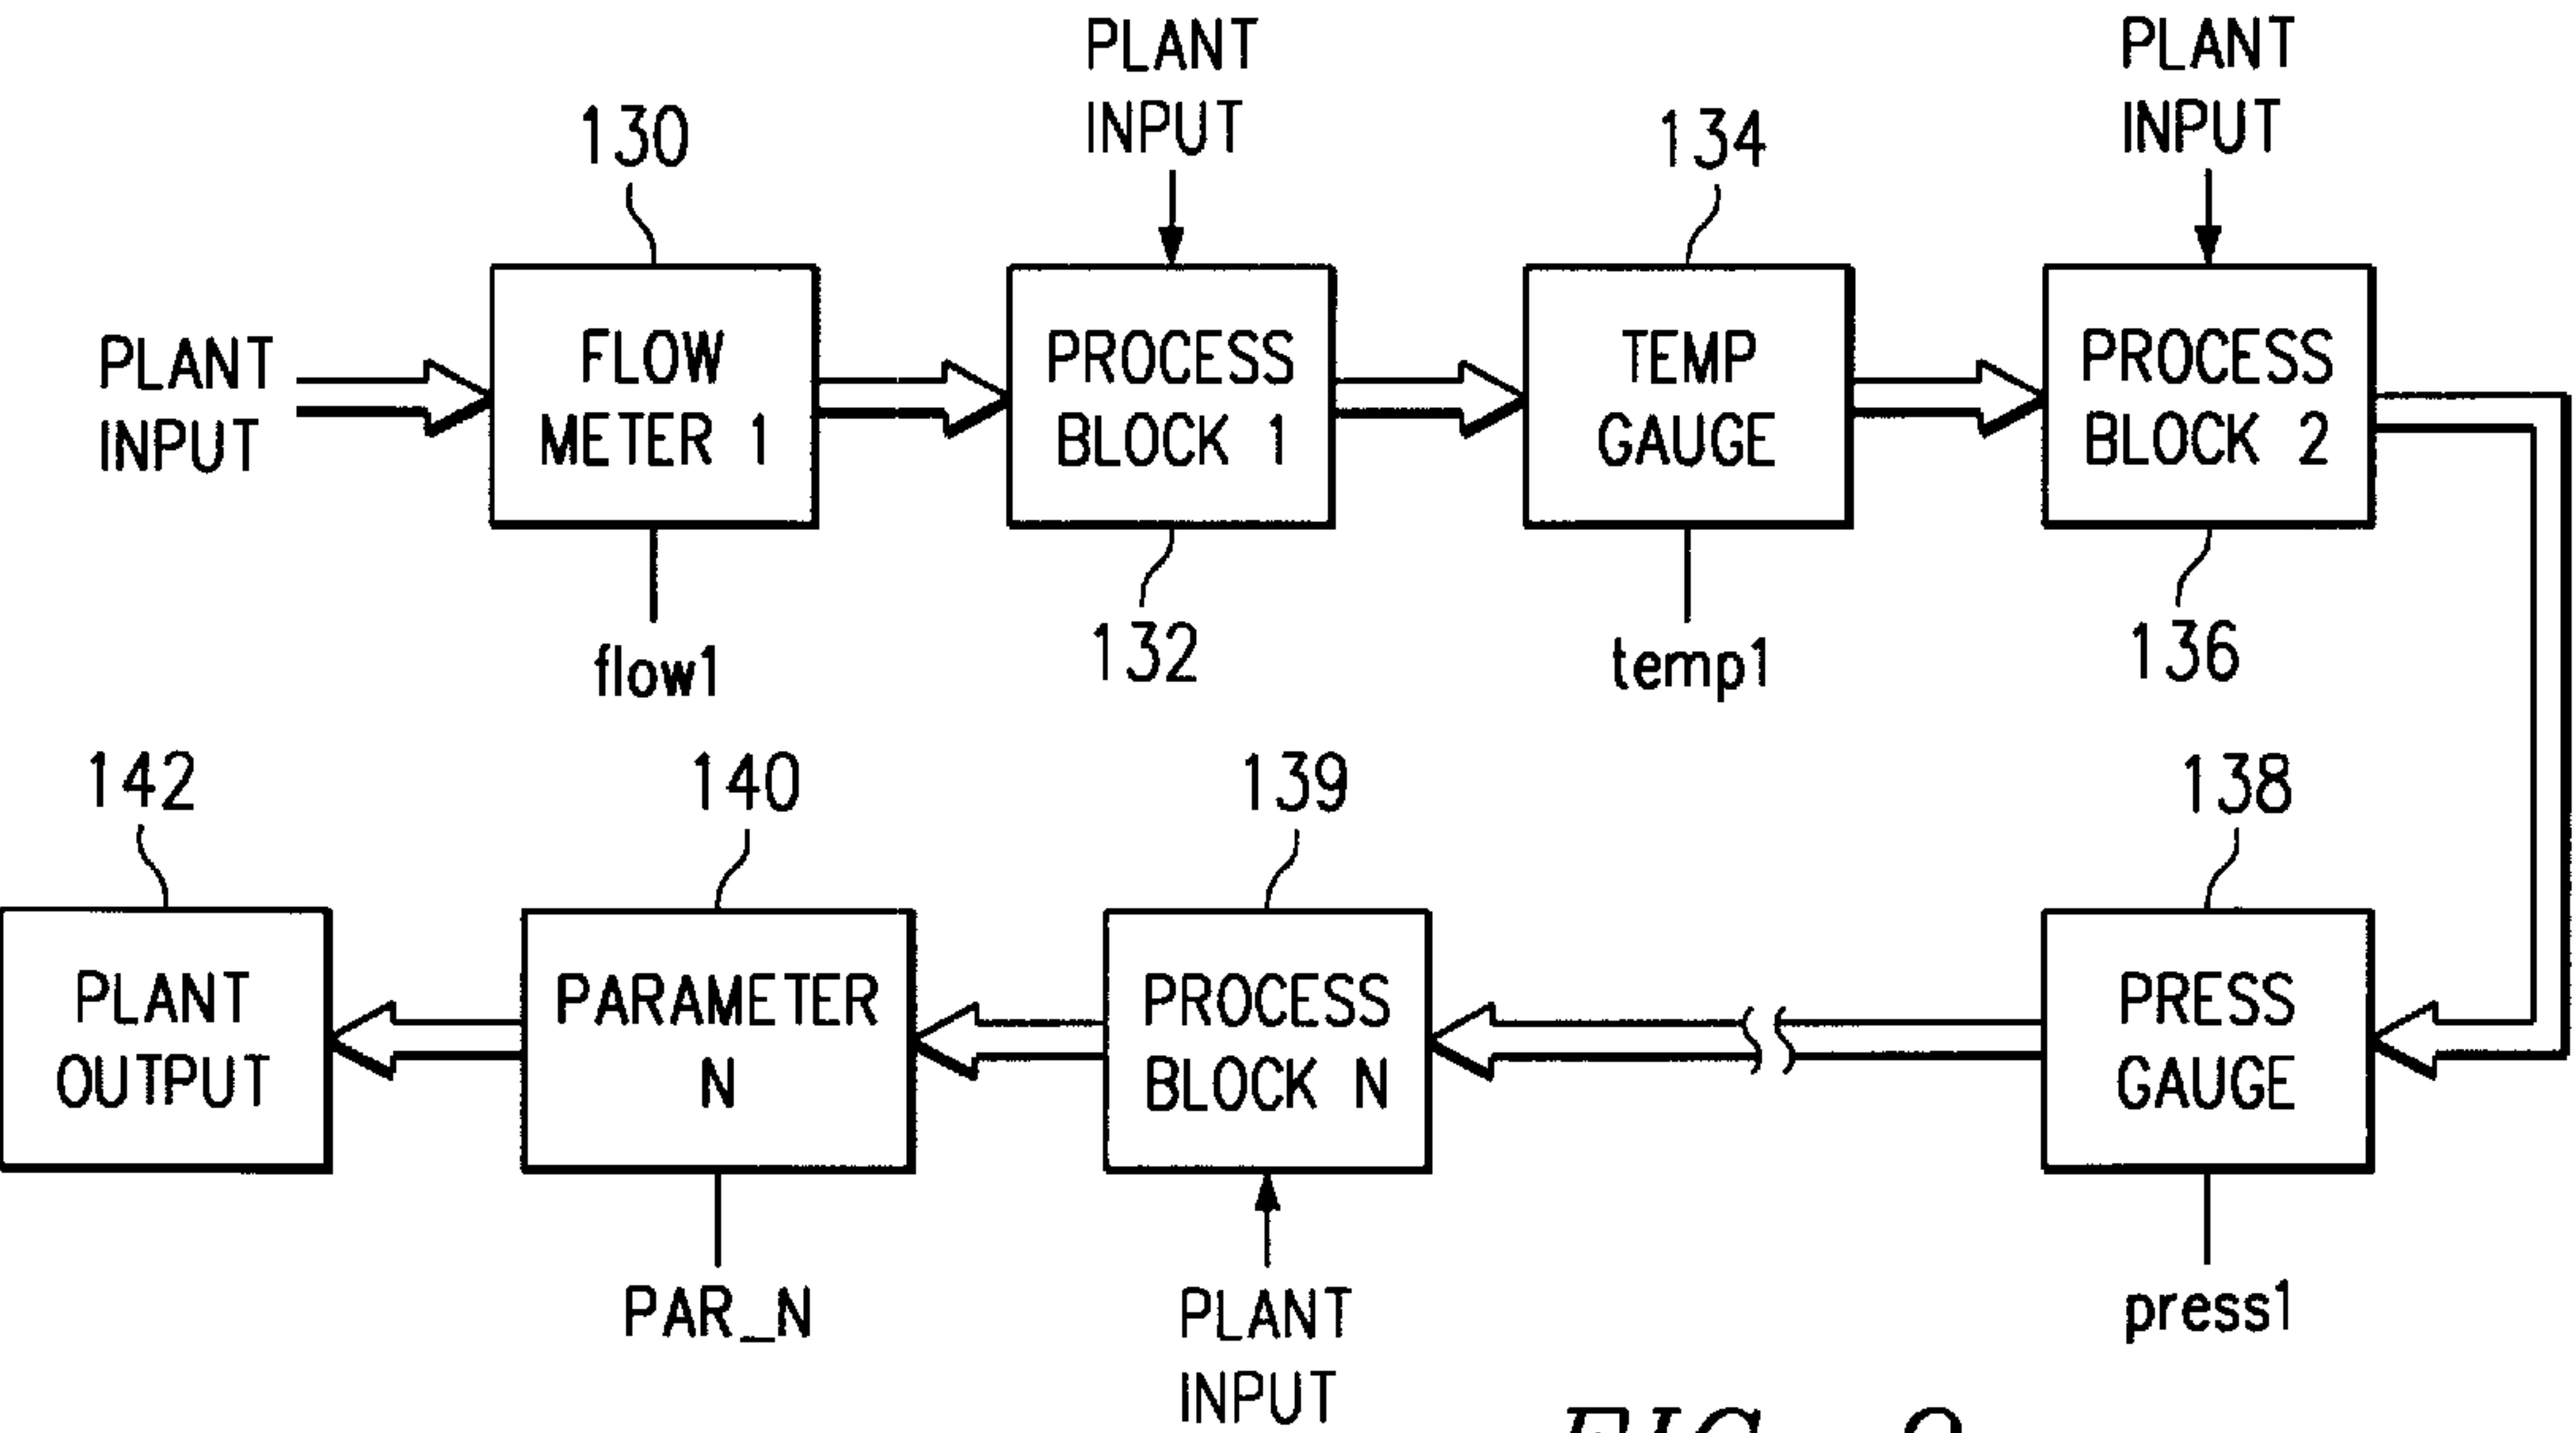 PLANT
INPUT
PLANT
INPUT
130
134
PLANT
INPUT
FLOW
METER 1
PROCESS
BLOCK 1
TEMP
GAUGE
PROCESS
BLOCK 2
flow1
132
temp1
136
142
140
139
138
PLANT
OUTPUT
PARAMETER
N
PROCESS
BLOCK N
PRESS
GAUGE
PAR_N
PLANT
INPUT
press1